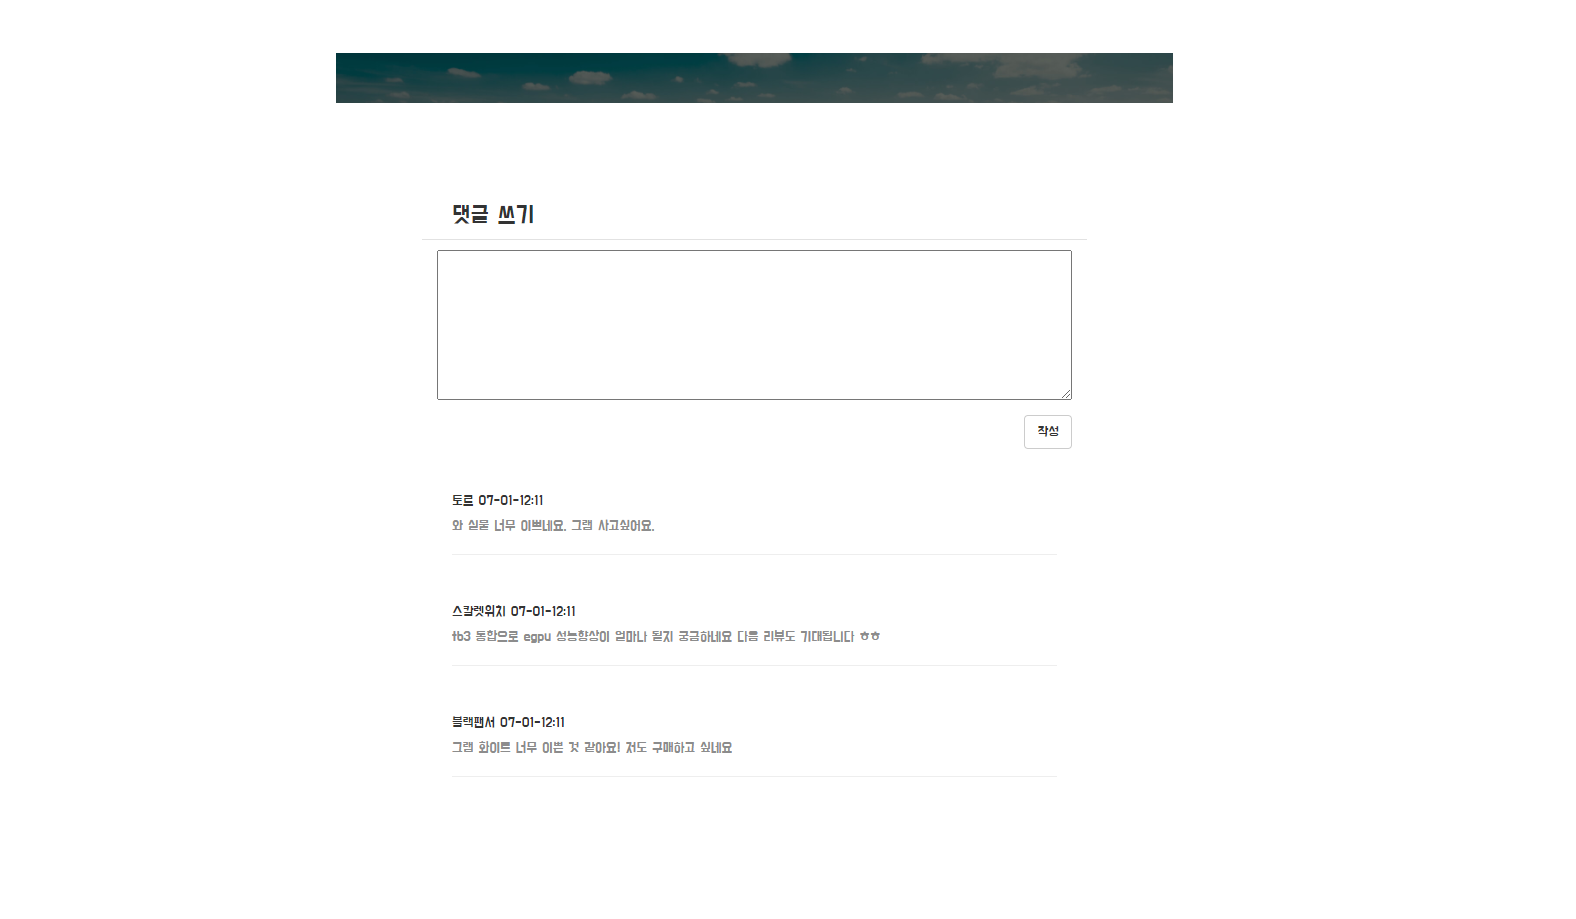 댓글 쓰기
작성
토르 07-01-12:11
와 실물 너무 이쁘네요. 그램 사고싶어요.
스칼렛위치 07-01-12:11
tb3 통합으로 egpu 성능향상이 얼마나 될지 궁금하네요 다음 리뷰도 기대됩니다 ㅎㅎ
블랙팬서 07-01-12:11
그램 화이트 너무 이쁜 것 같아요! 저도 구매하고 싶네요